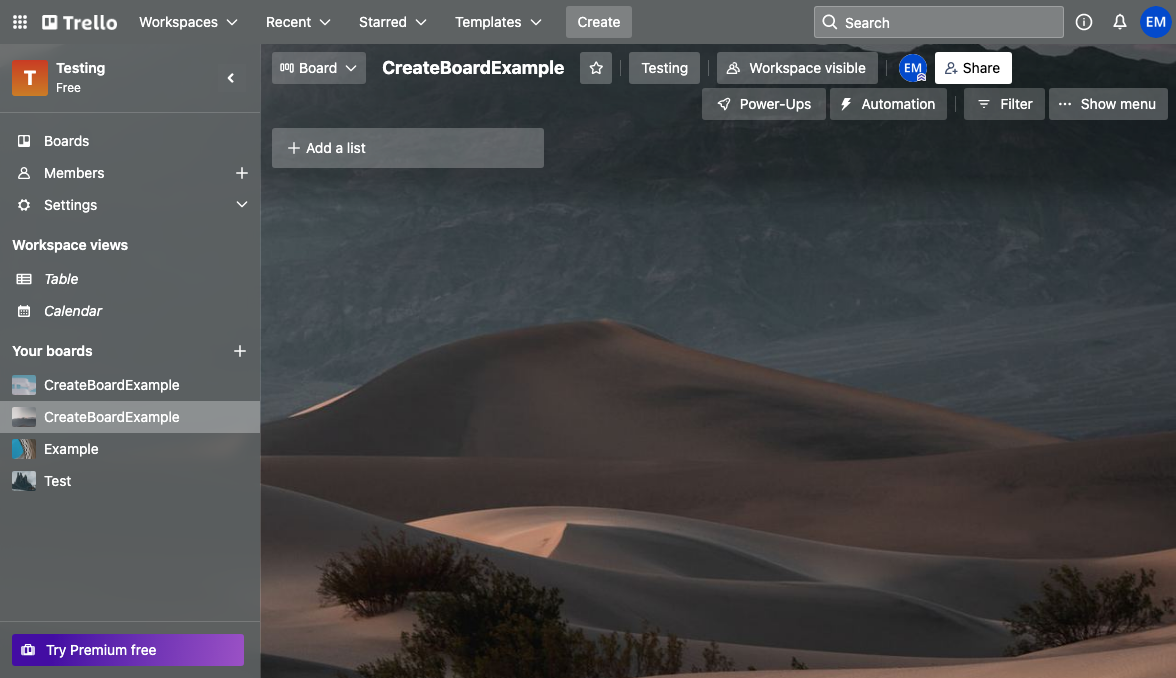 Trello Workspaces Recent Starred Templates Create Search EM
T Testing
Free
Board CreateBoardExample Testing Workspace visible EM Share
Power-Ups Automation Filter Show menu
Add a list
Boards
Members
Settings
Workspace views
Table
Calendar
Your boards
CreateBoardExample
CreateBoardExample
Example
Test
Try Premium free